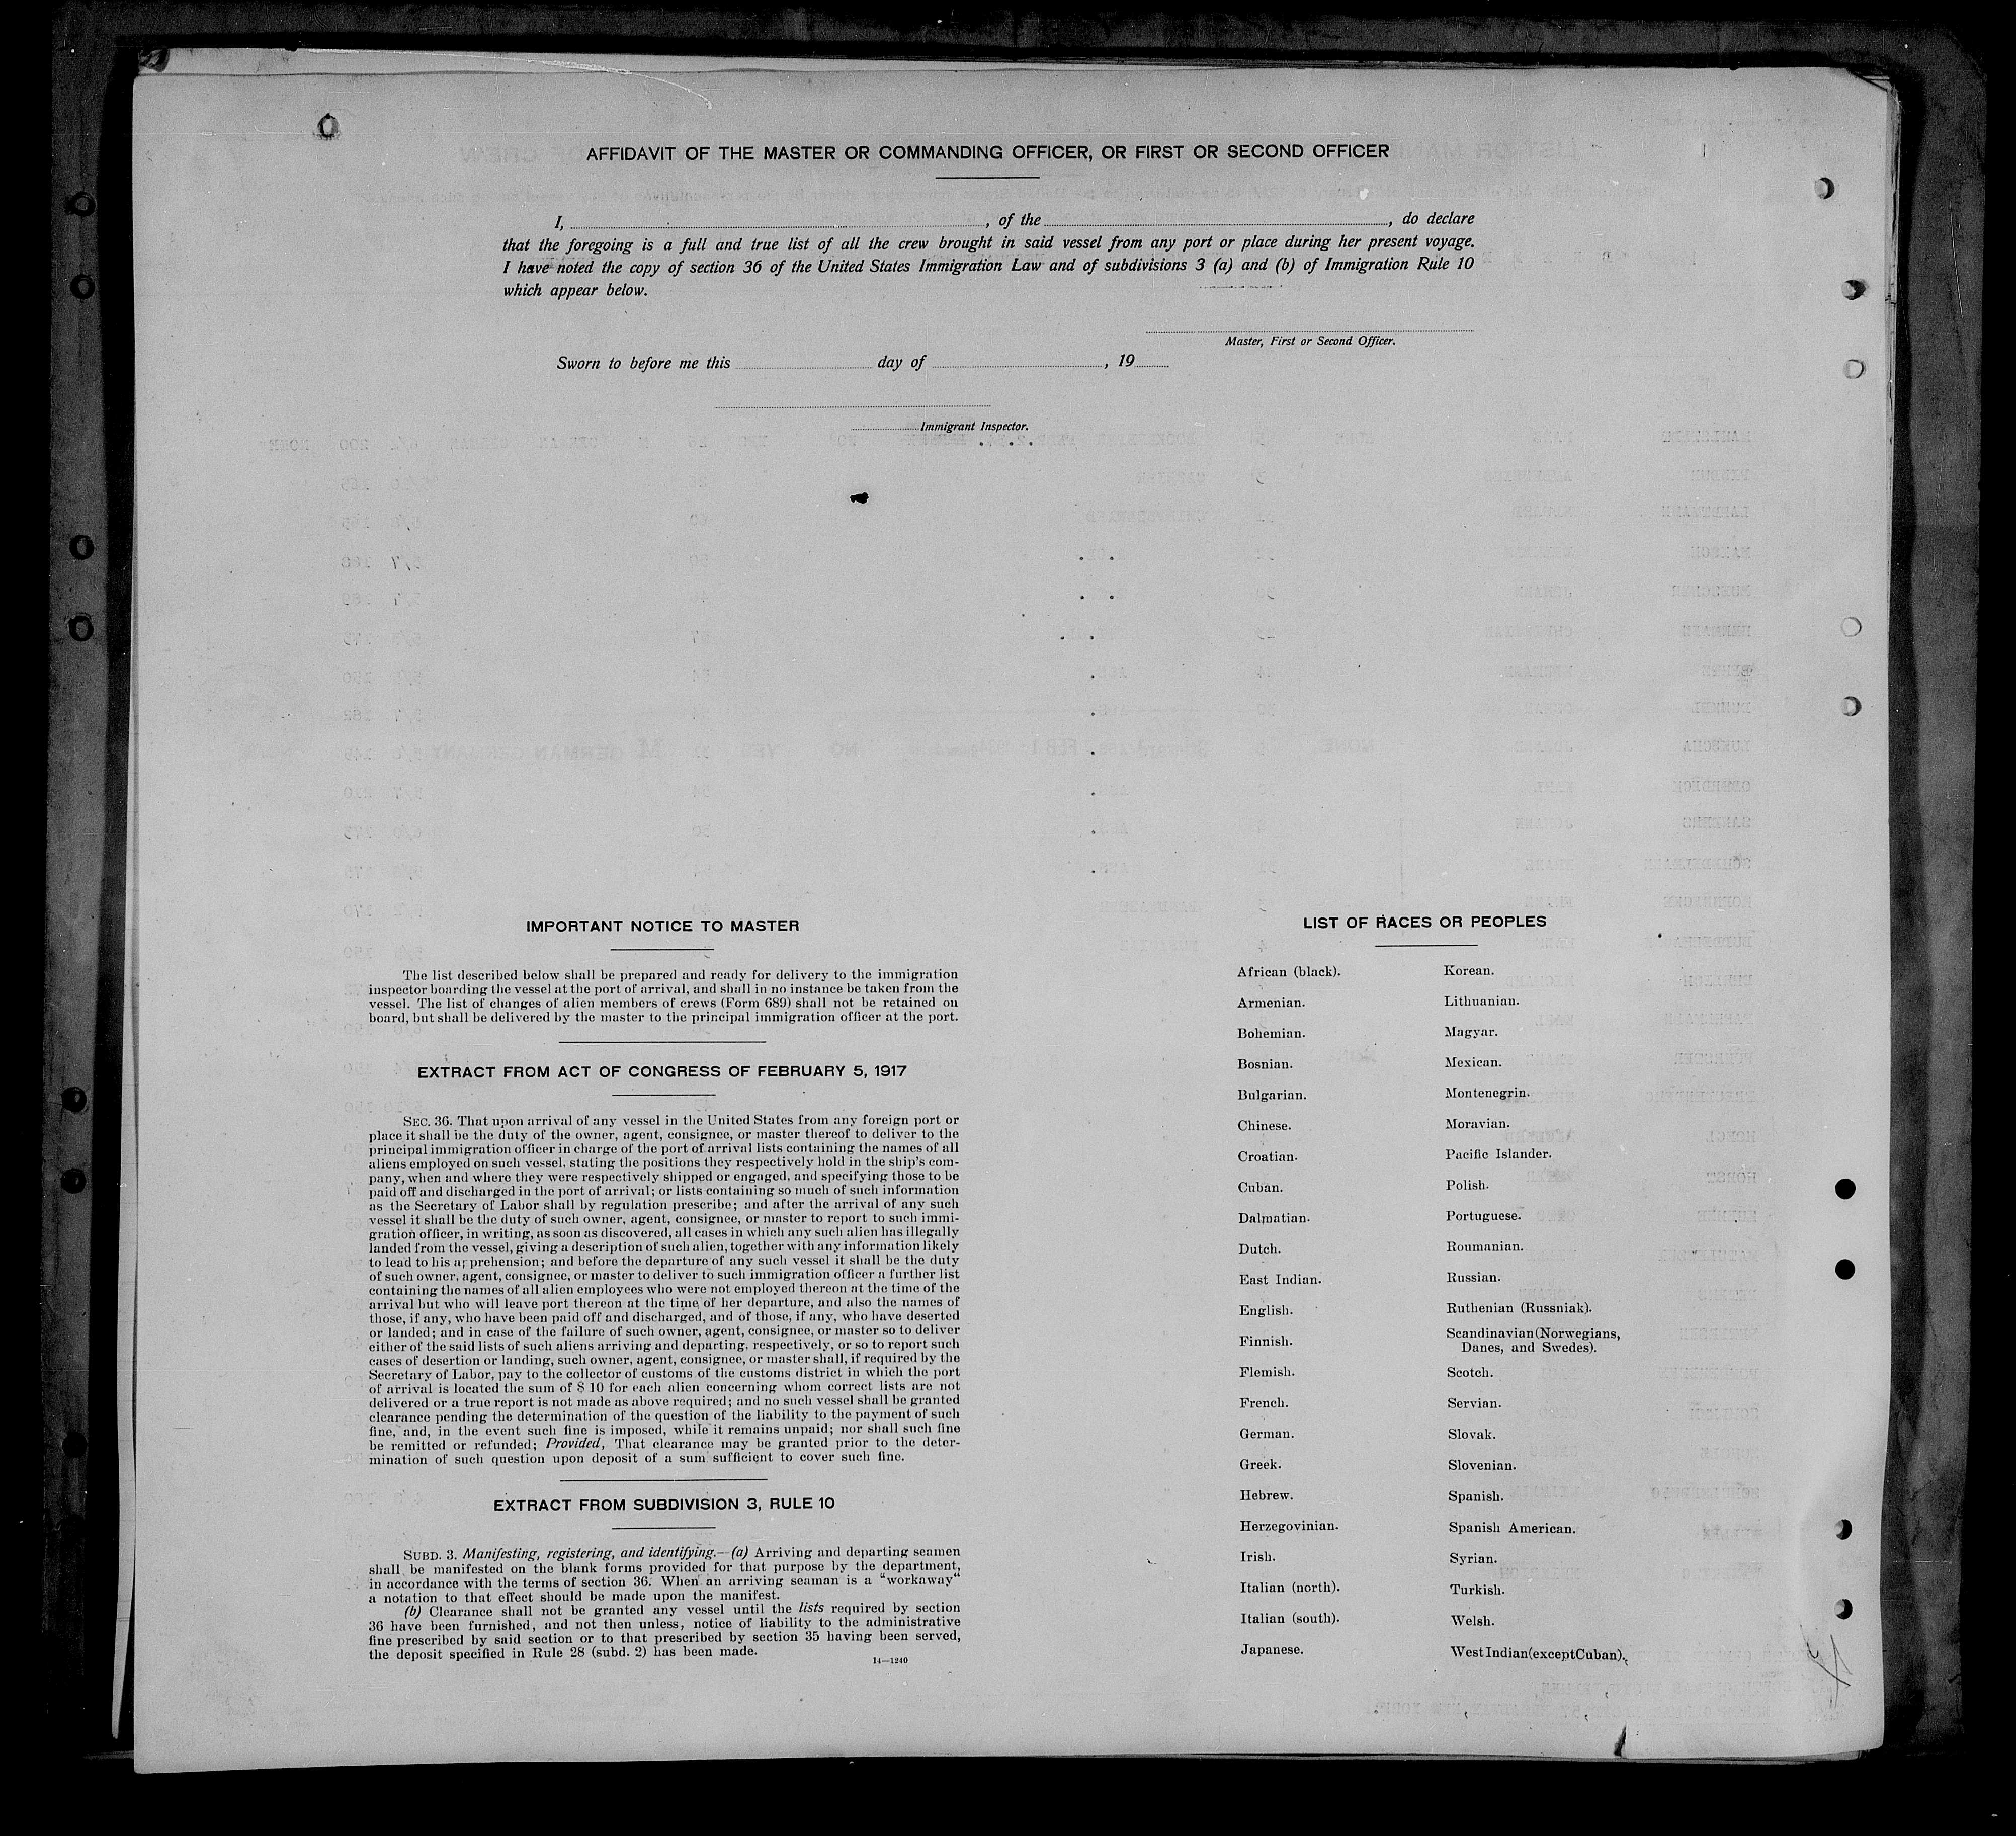 AFFIDAVIT OF THE MASTER OR COMMANDING OFFICER, OR FIRST OR SECOND OFFICER
I, , of the , do declare
that the foregoing is a full and true list of all the crew brought in said vessel from any port or place during her present voyage.
I have noted the copy of section 36 of the United States Immigration Law and of subdivisions 3 (a) and (b) of Immigration Rule 10
which appear below.
Master, First or Second Officer.
Sworn to before me this day of , 19
Immigrant Inspector.
IMPORTANT NOTICE TO MASTER
The list described below shall be prepared and ready for delivery to the immigration
inspector boarding the vessel at the port of arrival, and shall in no instance be taken from the
vessel. The list of changes of alien members of crews (Form 689) shall not be retained on
board, but shall be delivered by the master to the principal immigration officer at the port.
EXTRACT FROM ACT OF CONGRESS OF FEBRUARY 5, 1917
SEC. 36. That upon arrival of any vessel in the United States from any foreign port or
place it shall be the duty of the owner, agent, consignee, or master thereof to deliver to the
principal immigration officer in charge of the port of arrival lists containing the names of all
aliens employed on such vessel, stating the positions they respectively hold in the ship's com-
pany, when and where they were respectively shipped or engaged, and specifying those to be
paid off and discharged in the port of arrival; or lists containing so much of such information
as the Secretary of Labor shall by regulation prescribe; and after the arrival of any such
vessel it shall be the duty of such owner, agent, consignee, or master to report to such immi-
gration officer, in writing, as soon as discovered, all cases in which any such alien has illegally
landed from the vessel, giving a description of such alien, together with any information likely
to lead to his apprehension; and before the departure of any such vessel it shall be the duty
of such owner, agent, consignee, or master to deliver to such immigration officer a further list
containing the names of all alien employees who were not employed thereon at the time of the
arrival but who will leave port thereon at the time of her departure, and also the names of
those, if any, who have been paid off and discharged, and of those, if any, who have deserted
or landed; and in case of the failure of such owner, agent, consignee, or master so to deliver
either of the said lists of such aliens arriving and departing, respectively, or so to report such
cases of desertion or landing, such owner, agent, consignee, or master shall, if required by the
Secretary of Labor, pay to the collector of customs of the customs district in which the port
of arrival is located the sum of $ 10 for each alien concerning whom correct lists are not
delivered or a true report is not made as above required; and no such vessel shall be granted
clearance pending the determination of the question of the liability to the payment of such
fine, and, in the event such fine is imposed, while it remains unpaid; nor shall such fine
be remitted or refunded; Provided, That clearance may be granted prior to the deter-
mination of such question upon deposit of a sum sufficient to cover such fine.
EXTRACT FROM SUBDIVISION 3, RULE 10
SUBD. 3. Manifesting, registering, and identifying.—(a) Arriving and departing seamen
shall be manifested on the blank forms provided for that purpose by the department,
in accordance with the terms of section 36. When an arriving seaman is a "workaway"
a notation to that effect should be made upon the manifest.
(b) Clearance shall not be granted any vessel until the lists required by section
36 have been furnished, and not then unless, notice of liability to the administrative
fine prescribed by said section or to that prescribed by section 35 having been served,
the deposit specified in Rule 28 (subd. 2) has been made.
14—1240
LIST OF RACES OR PEOPLES
African (black).
Armenian.
Bohemian.
Bosnian.
Bulgarian.
Chinese.
Croatian.
Cuban.
Dalmatian.
Dutch.
East Indian.
English.
Finnish.
Flemish.
French.
German.
Greek.
Hebrew.
Herzegovinian.
Irish.
Italian (north).
Italian (south).
Japanese.
Korean.
Lithuanian.
Magyar.
Mexican.
Montenegrin.
Moravian.
Pacific Islander.
Polish.
Portuguese.
Roumanian.
Russian.
Ruthenian (Russniak).
Scandinavian (Norwegians,
Danes, and Swedes).
Scotch.
Servian.
Slovak.
Slovenian.
Spanish.
Spanish American.
Syrian.
Turkish.
Welsh.
West Indian (except Cuban).